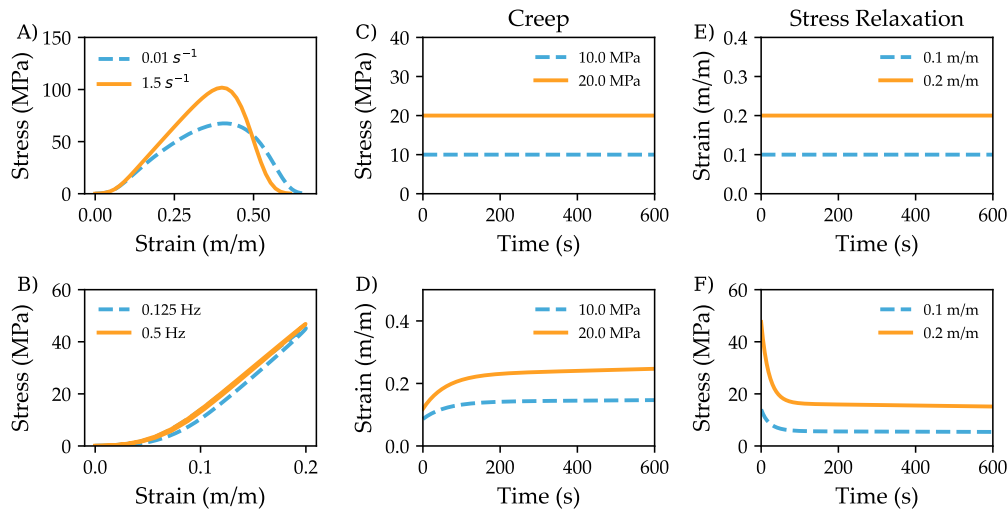 Creep
Stress Relaxation
A)
Stress (MPa)
150
100
50
0
0.01 s⁻¹
1.5 s⁻¹
0.00
0.25
0.50
Strain (m/m)
C)
Stress (MPa)
40
30
20
10
0
10.0 MPa
20.0 MPa
0
200
400
600
Time (s)
E)
Strain (m/m)
0.4
0.3
0.2
0.1
0.0
0.1 m/m
0.2 m/m
0
200
400
600
Time (s)
B)
Stress (MPa)
60
40
20
0
0.125 Hz
0.5 Hz
0.0
0.1
0.2
Strain (m/m)
D)
Strain (m/m)
0.4
0.2
0.0
10.0 MPa
20.0 MPa
0
200
400
600
Time (s)
F)
Stress (MPa)
60
40
20
0
0.1 m/m
0.2 m/m
0
200
400
600
Time (s)